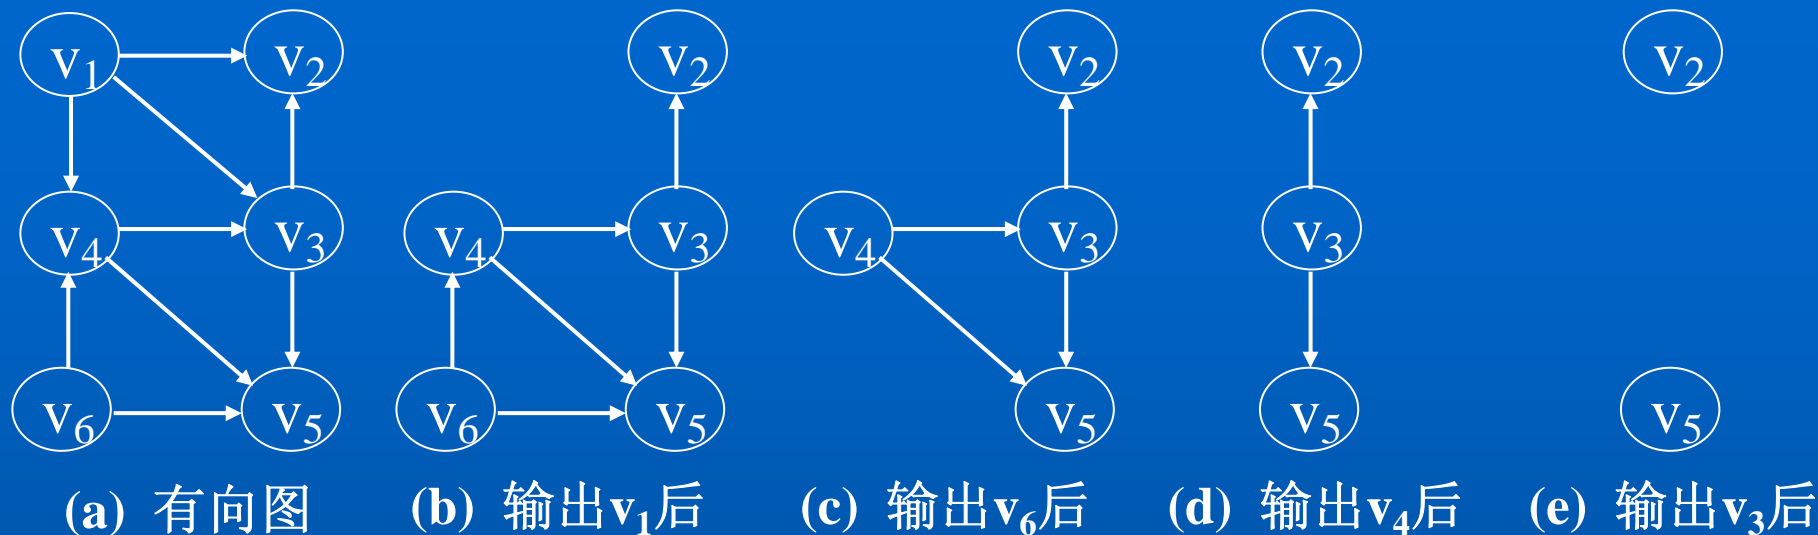 v₁ v₂ v₂ v₂ v₂ v₂
v₄ v₃ v₄ v₃ v₄ v₃ v₃
v₆ v₅ v₆ v₅ v₅ v₅ v₅
(a) 有向图 (b) 输出v₁后 (c) 输出v₆后 (d) 输出v₄后 (e) 输出v₃后